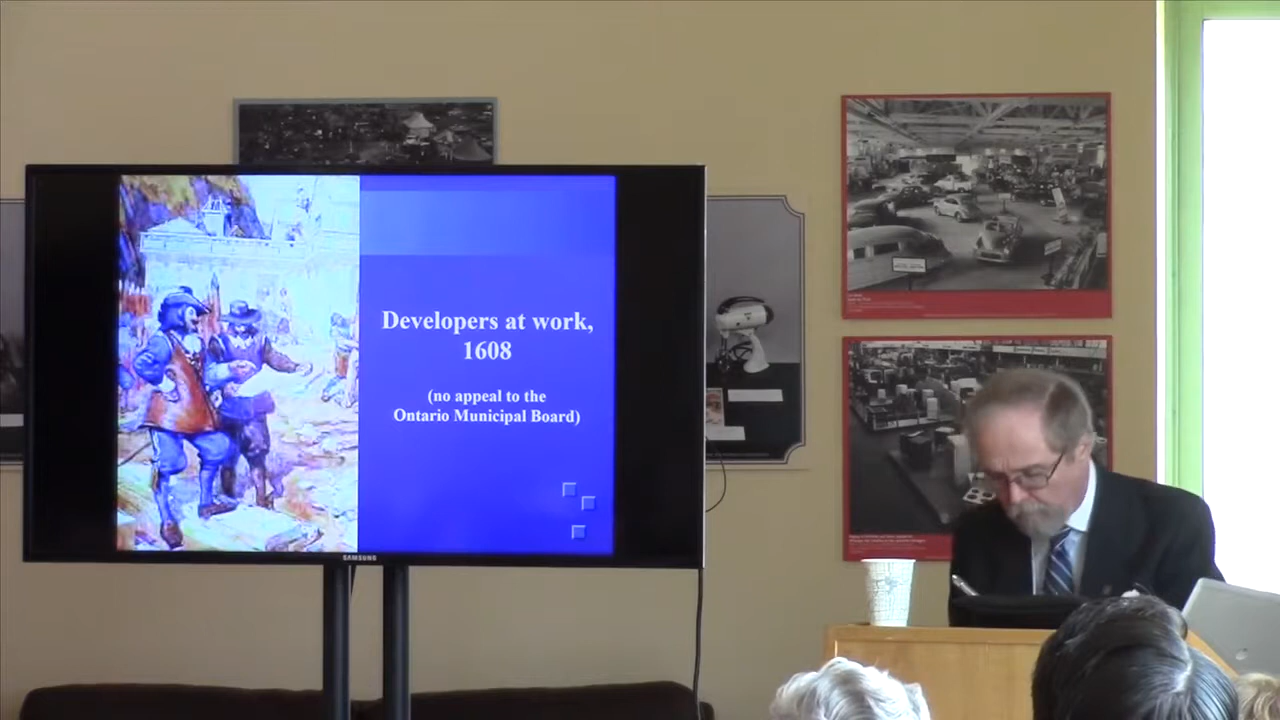 Developers at work,
1608
(no appeal to the
Ontario Municipal Board)
SAMSUNG